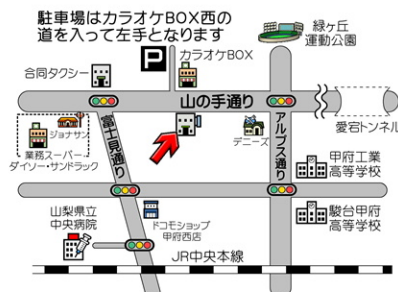 駐車場はカラオケBOX西の
道を入って左手となります
緑ヶ丘
運動公園
P
カラオケBOX
合同タクシー
山の手通り
愛宕トンネル
ジョナサン
業務スーパー・
ダイソー・サンドラック
富士見通り
デニーズ
アルプス通り
甲府工業
高等学校
山梨県立
中央病院
ドコモショップ
甲府西店
駿台甲府
高等学校
JR中央本線